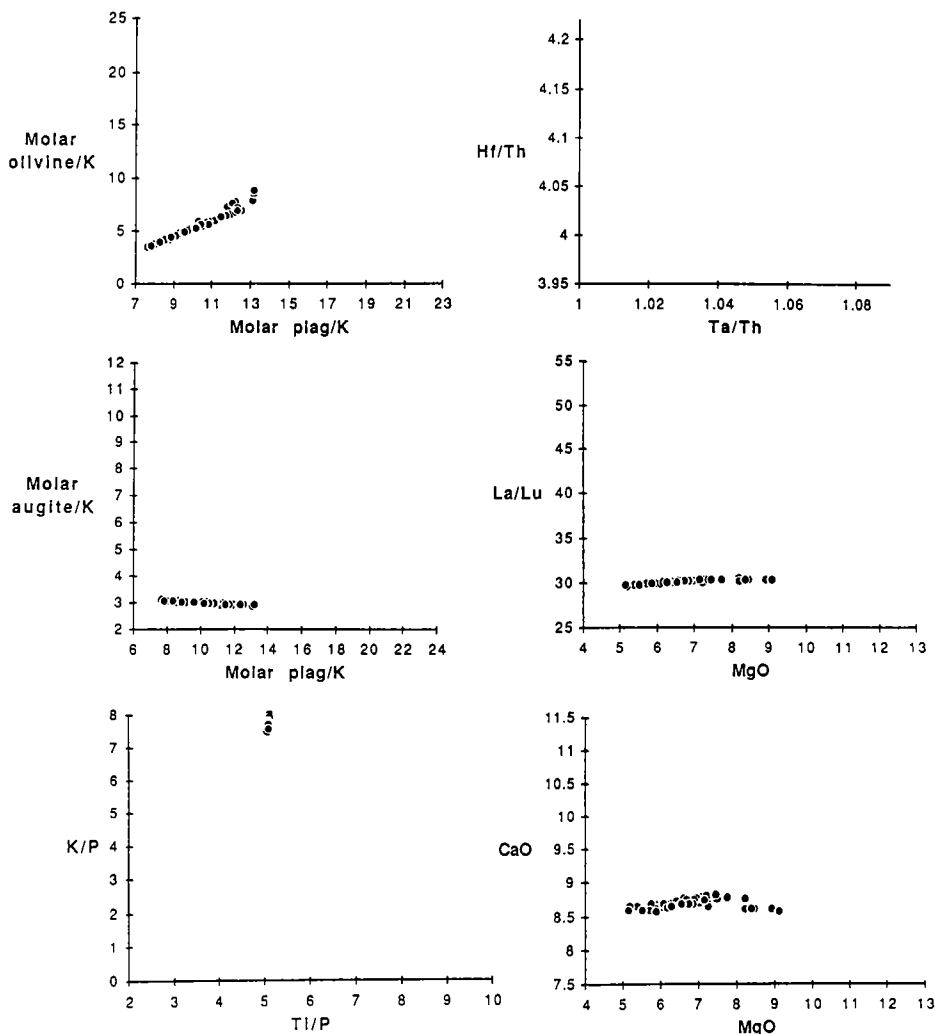 25
20
15
10
5
0
Molar
olivine/K
7 9 11 13 15 17 19 21 23
Molar plag/K
4.2
4.15
4.1
4.05
4
3.95
Hf/Th
1 1.02 1.04 1.06 1.08
Ta/Th
12
11
10
9
8
7
6
5
4
3
2
Molar
augite/K
6 8 10 12 14 16 18 20 22 24
Molar plag/K
55
50
45
40
35
30
25
La/Lu
4 5 6 7 8 9 10 11 12 13
MgO
8
7
6
5
4
3
2
1
0
K/P
2 3 4 5 6 7 8 9 10
Ti/P
11.5
11
10.5
10
9.5
9
8.5
8
7.5
CaO
4 5 6 7 8 9 10 11 12 13
MgO